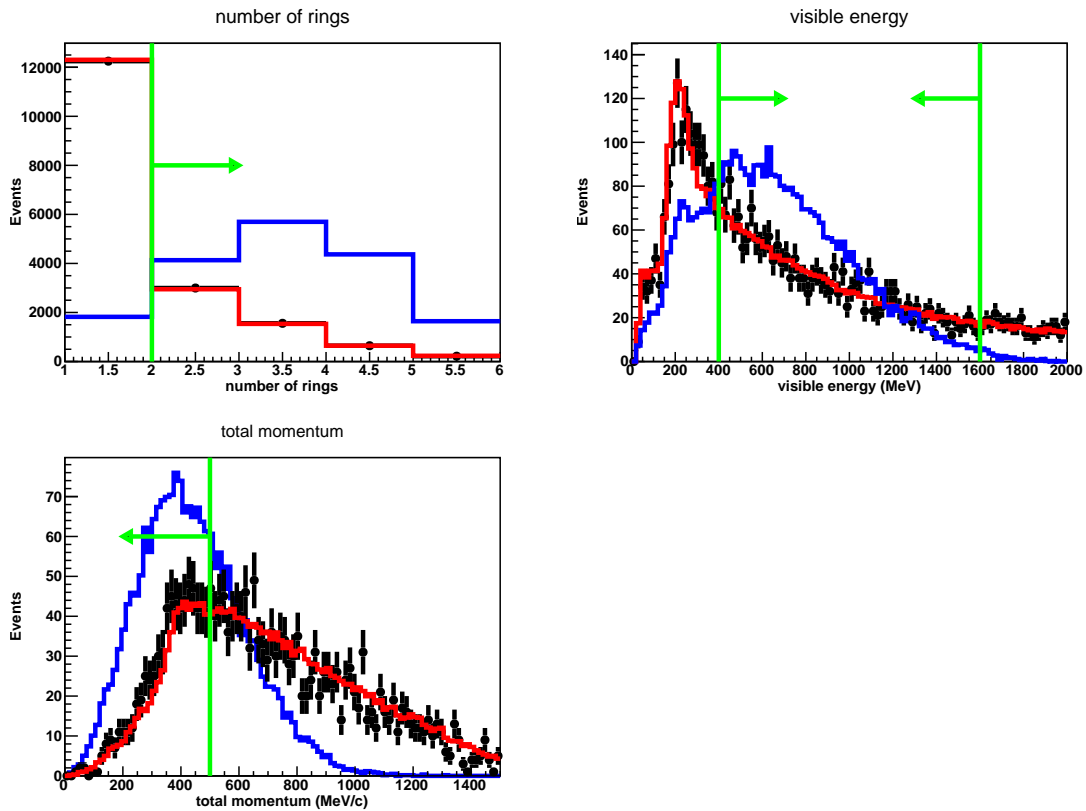 number of rings
Events
12000
10000
8000
6000
4000
2000
0
1 1.5 2 2.5 3 3.5 4 4.5 5 5.5 6
number of rings
visible energy
Events
140
120
100
80
60
40
20
0
0 200 400 600 800 1000 1200 1400 1600 1800 2000
visible energy (MeV)
total momentum
Events
70
60
50
40
30
20
10
0
0 200 400 600 800 1000 1200 1400
total momentum (MeV/c)